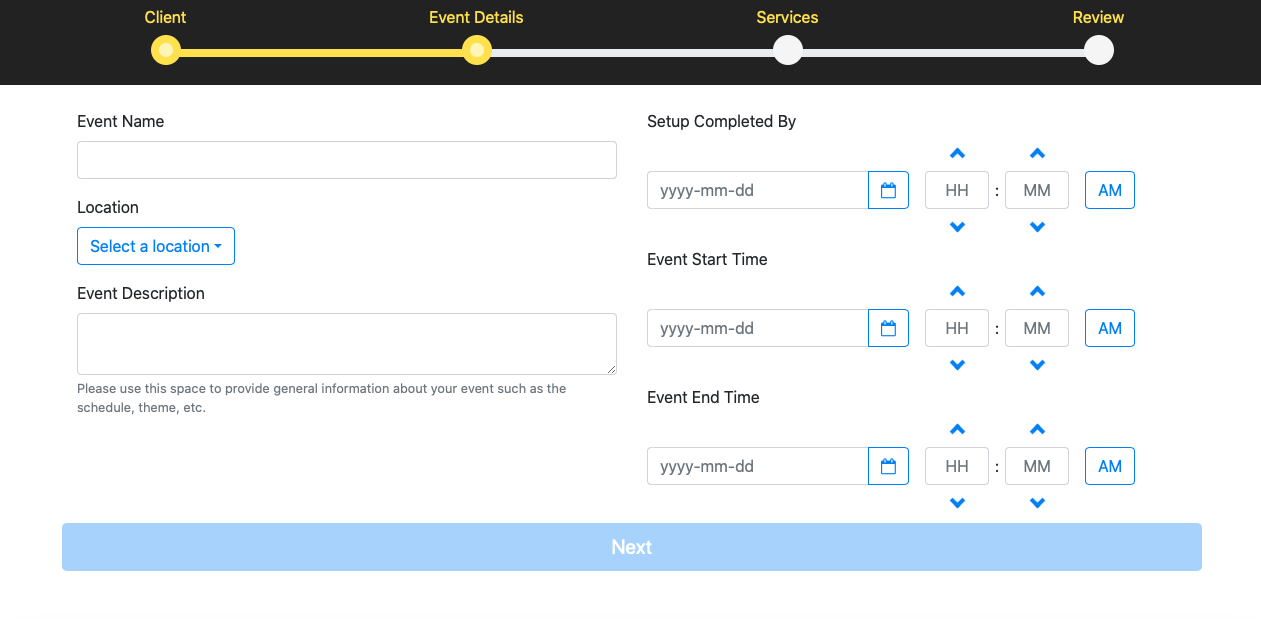 Client Event Details Services Review
Event Name
Location
Select a location
Event Description
Please use this space to provide general information about your event such as the
schedule, theme, etc.
Setup Completed By
yyyy-mm-dd HH : MM AM
Event Start Time
yyyy-mm-dd HH : MM AM
Event End Time
yyyy-mm-dd HH : MM AM
Next